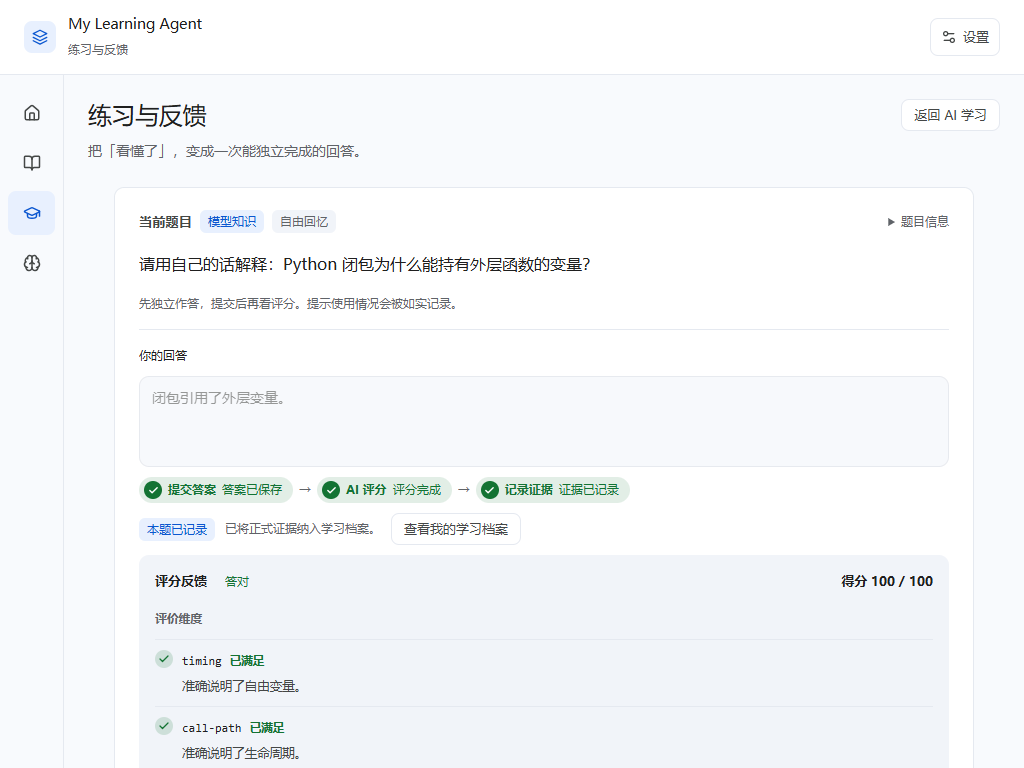 My Learning Agent
练习与反馈
设置
练习与反馈
返回 AI 学习
把「看懂了」，变成一次能独立完成的回答。
当前题目 模型知识 自由回忆
▶ 题目信息
请用自己的话解释：Python 闭包为什么能持有外层函数的变量？
先独立作答，提交后再看评分。提示使用情况会被如实记录。
你的回答
闭包引用了外层变量。
提交答案 答案已保存 → AI 评分 评分完成 → 记录证据 证据已记录
本题已记录 已将正式证据纳入学习档案。 查看我的学习档案
评分反馈 答对
得分 100 / 100
评价维度
timing 已满足
准确说明了自由变量。
call-path 已满足
准确说明了生命周期。